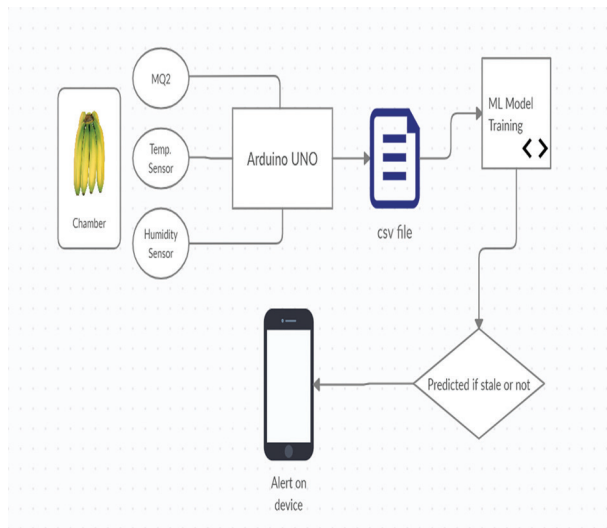 MQ2
Temp.
Sensor
Humidity
Sensor
Chamber
Arduino UNO
csv file
ML Model
Training
< >
Predicted if stale or not
Alert on
device